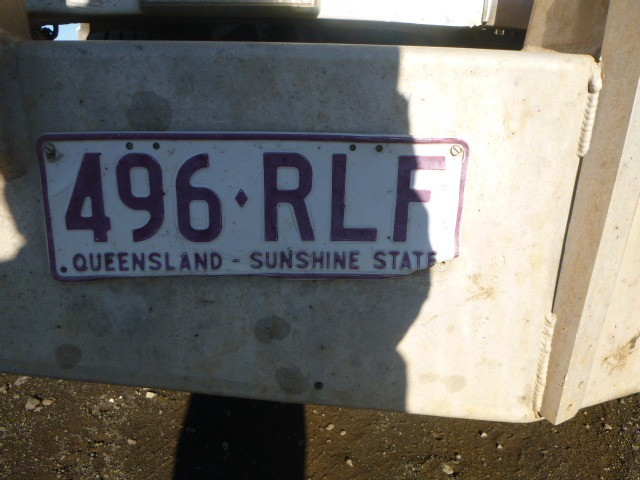 496·RLF
QUEENSLAND - SUNSHINE STATE